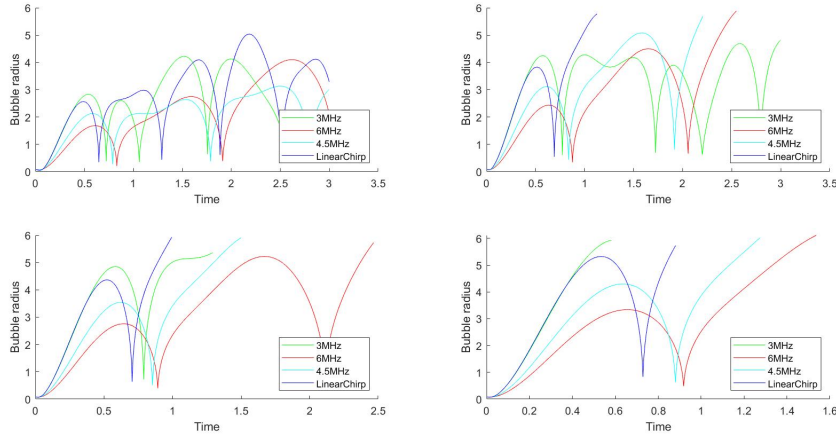 6
5
4
3
2
1
0
Bubble radius
0 0.5 1 1.5 2 2.5 3 3.5
Time
3MHz
6MHz
4.5MHz
LinearChirp
6
5
4
3
2
1
0
Bubble radius
0 0.5 1 1.5 2 2.5 3 3.5
Time
3MHz
6MHz
4.5MHz
LinearChirp
6
5
4
3
2
1
0
Bubble radius
0 0.5 1 1.5 2 2.5
Time
3MHz
6MHz
4.5MHz
LinearChirp
6
5
4
3
2
1
0
Bubble radius
0 0.2 0.4 0.6 0.8 1 1.2 1.4 1.6
Time
3MHz
6MHz
4.5MHz
LinearChirp